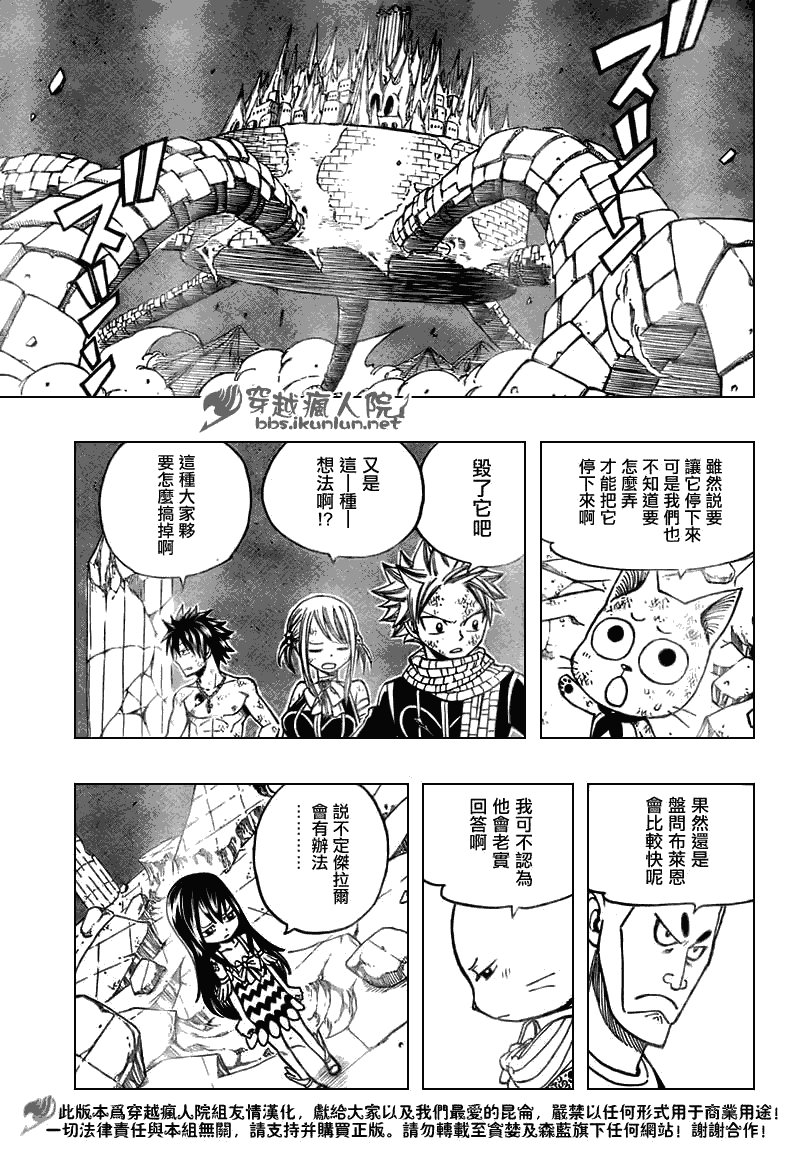 ズズズ
ズズズ
穿越瘋人院
bbs.ikunlun.net
雖然說要
讓它停下來
可是我們也
不知道要
怎麼弄
才能把它
停下來啊
毀了它吧
又是
這一種
想法啊!?
這種大家夥
要怎麼搞掉啊
果然還是
盤問布萊恩
會比較快呢
我可不認為
他會老實
回答啊
説不定傑拉爾
會有辦法
…………
此版本爲穿越瘋人院組友情漢化，獻給大家以及我們最愛的昆侖，嚴禁以任何形式用于商業用途！
一切法律責任與本組無關，請支持并購買正版。請勿轉載至貪婪及森藍旗下任何網站！謝謝合作！